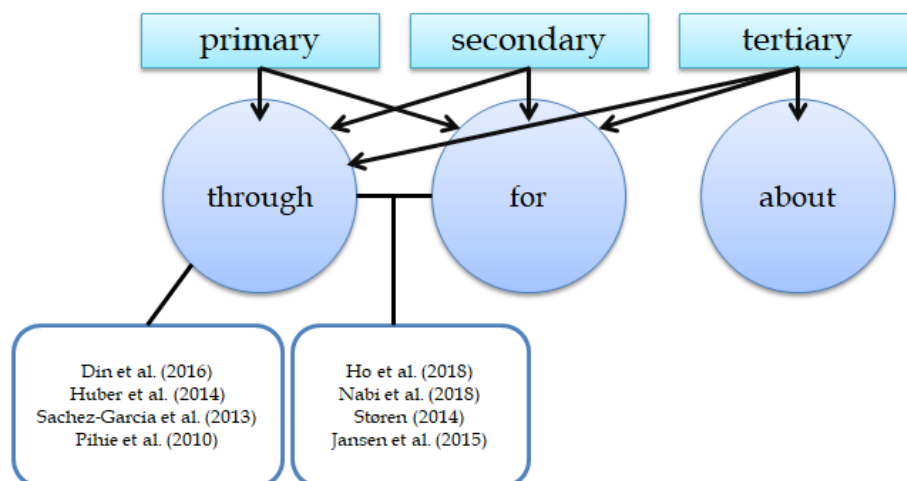 primary
secondary
tertiary
through
for
about
Din et al. (2016)
Huber et al. (2014)
Sachez-Garcia et al. (2013)
Pihie et al. (2010)
Ho et al. (2018)
Nabi et al. (2018)
Støren (2014)
Jansen et al. (2015)